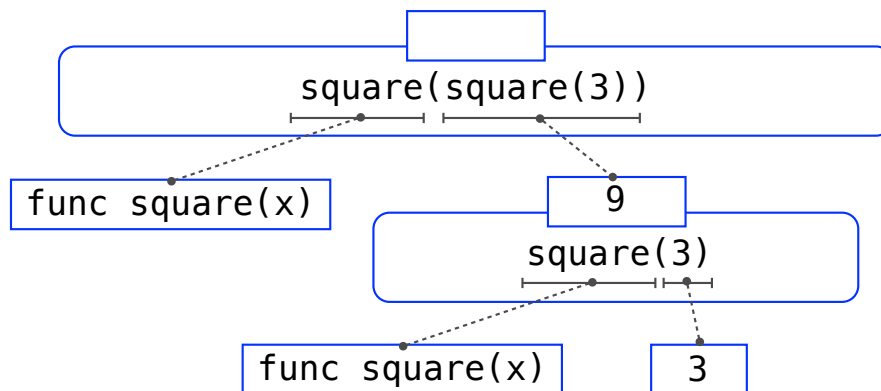 square(square(3))
func square(x)
9
square(3)
func square(x)
3